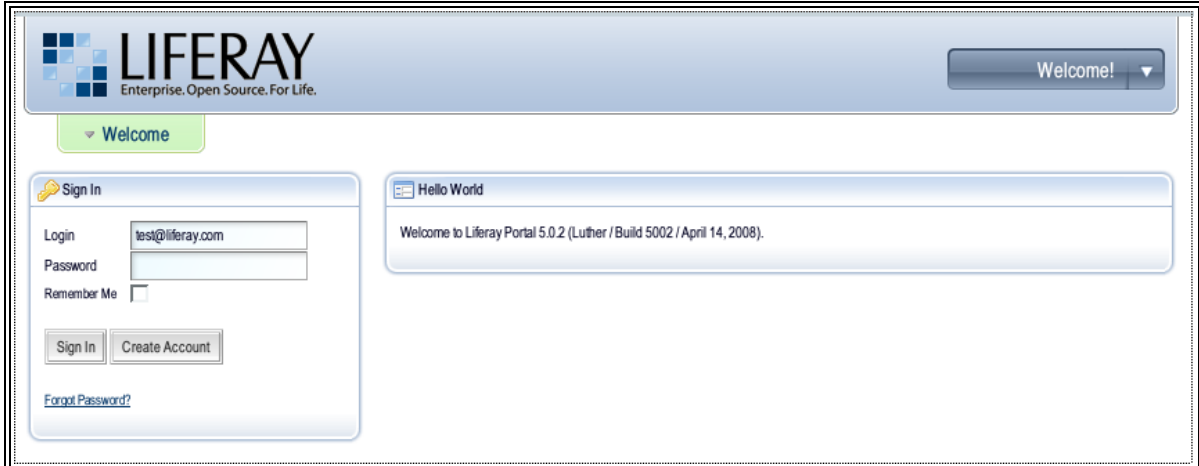 LIFERAY
Enterprise. Open Source. For Life.
Welcome!
Welcome
Sign In
Login test@liferay.com
Password
Remember Me
Sign In Create Account
Forgot Password?
Hello World
Welcome to Liferay Portal 5.0.2 (Luther / Build 5002 / April 14, 2008).